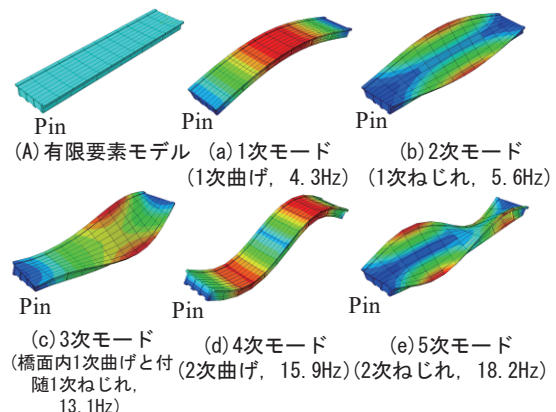 Pin
(A)有限要素モデル
Pin
(a)1次モード
(1次曲げ, 4.3Hz)
Pin
(b)2次モード
(1次ねじれ, 5.6Hz)
Pin
(c)3次モード
(橋面内1次曲げと付
随1次ねじれ,
13.1Hz)
Pin
(d)4次モード
(2次曲げ, 15.9Hz)
Pin
(e)5次モード
(2次ねじれ, 18.2Hz)